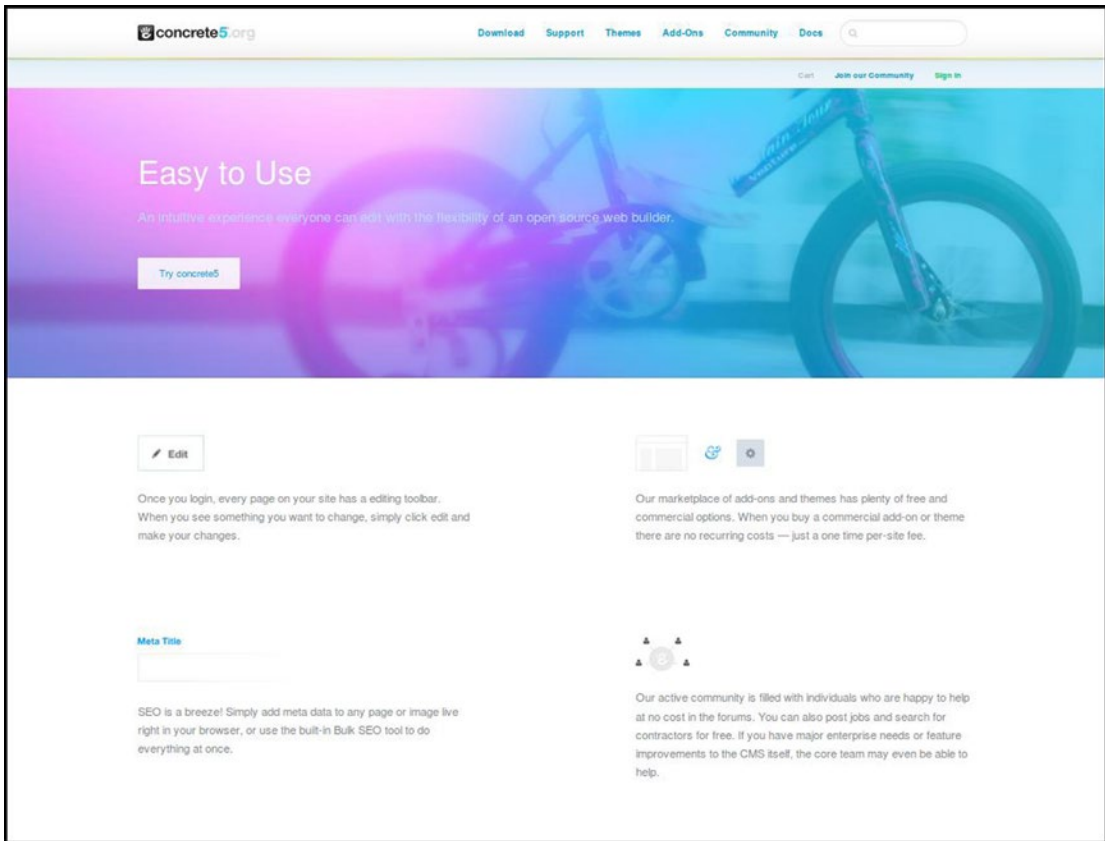 concrete5.org
Download Support Themes Add-Ons Community Docs
Cart Join our Community Sign In
Easy to Use
An intuitive experience everyone can edit with the flexibility of an open source web builder.
Try concrete5
Edit
Once you login, every page on your site has a editing toolbar.
When you see something you want to change, simply click edit and
make your changes.
&
Our marketplace of add-ons and themes has plenty of free and
commercial options. When you buy a commercial add-on or theme
there are no recurring costs — just a one time per-site fee.
Meta Title
SEO is a breeze! Simply add meta data to any page or image live
right in your browser, or use the built-in Bulk SEO tool to do
everything at once.
Our active community is filled with individuals who are happy to help
at no cost in the forums. You can also post jobs and search for
contractors for free. If you have major enterprise needs or feature
improvements to the CMS itself, the core team may even be able to
help.